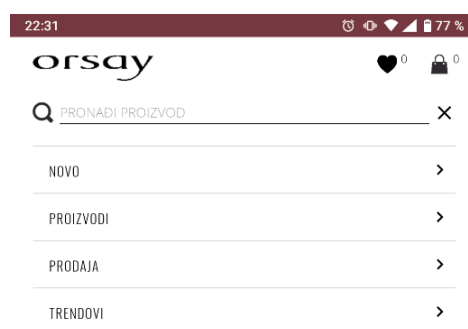 22:31 77 %
orsay 0 0
PRONAĐI PROIZVOD
NOVO
PROIZVODI
PRODAJA
TRENDOVI